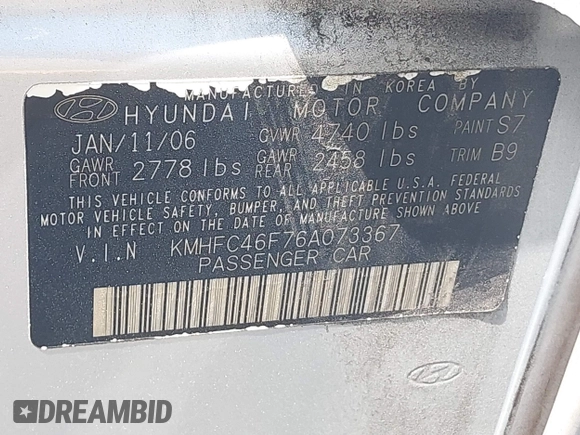 MANUFACTURED IN KOREA BY
HYUNDAI MOTOR COMPANY
JAN/11/06 GVWR 4740 lbs PAINT S7
GAWR FRONT 2778 lbs GAWR REAR 2458 lbs TRIM B9
THIS VEHICLE CONFORMS TO ALL APPLICABLE U.S.A. FEDERAL
MOTOR VEHICLE SAFETY, BUMPER, AND THEFT PREVENTION STANDARDS
IN EFFECT ON THE DATE OF MANUFACTURE SHOWN ABOVE.
V.I.N KMHFC46F76A073367
PASSENGER CAR
DREAMBID